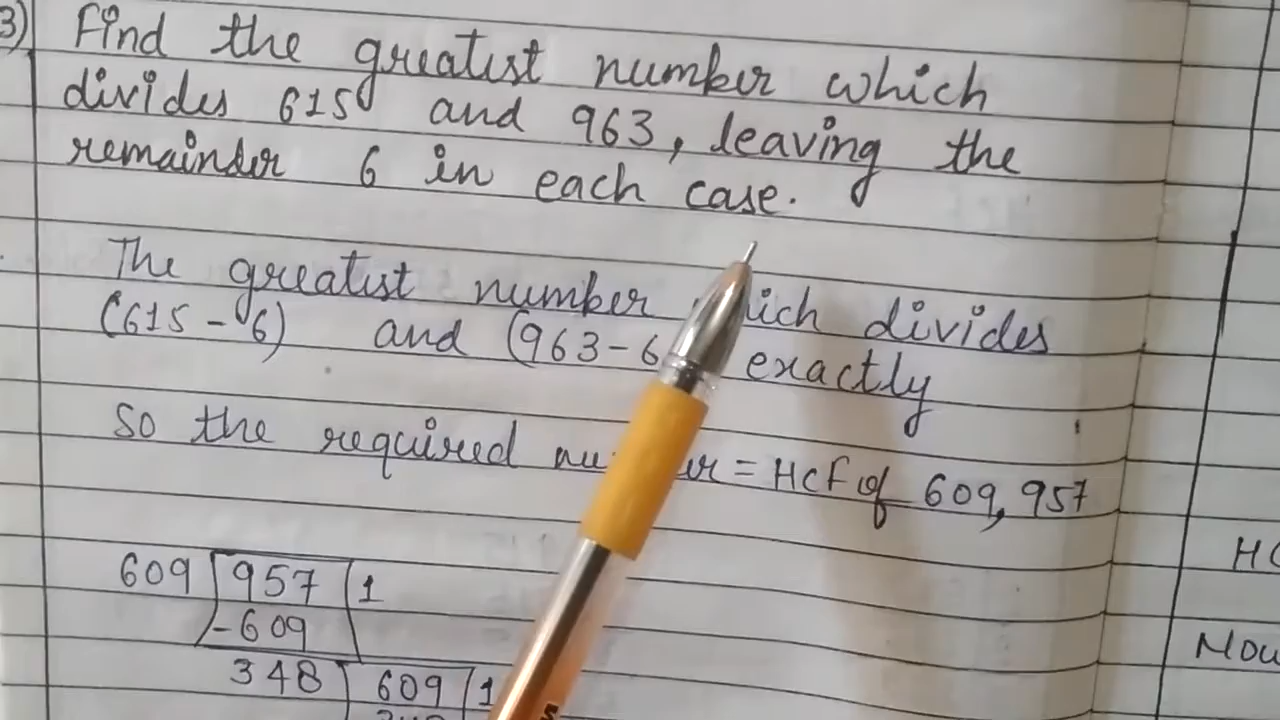 3) Find the greatest number which
divides 615 and 963, leaving the
remainder 6 in each case.
The greatest number divides
(615-6) and (963-6 exactly
So the required = HCF of 609, 957
609 957 1
-609
348 609 1